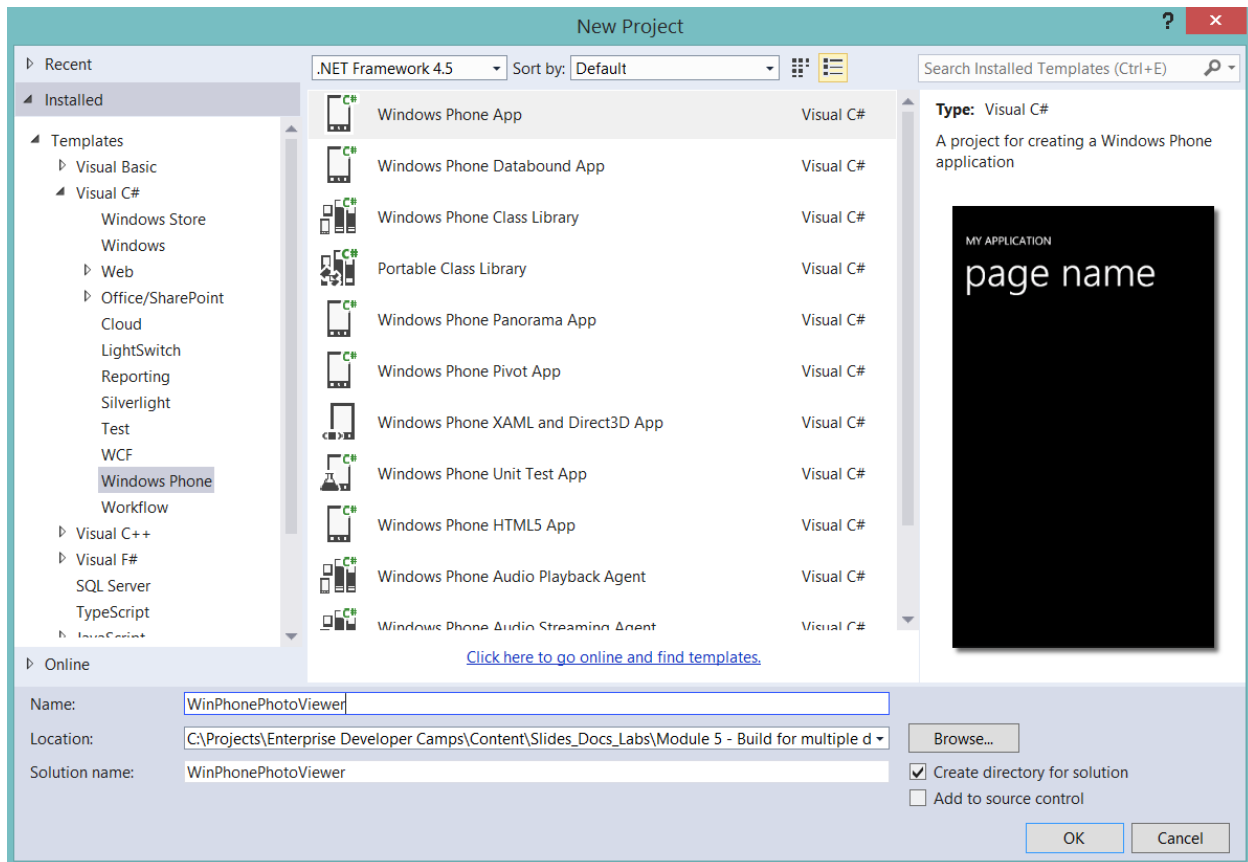 New Project
?
Recent
Installed
Templates
Visual Basic
Visual C#
Windows Store
Windows
Web
Office/SharePoint
Cloud
LightSwitch
Reporting
Silverlight
Test
WCF
Windows Phone
Workflow
Visual C++
Visual F#
SQL Server
TypeScript
JavaScript
Online
.NET Framework 4.5 Sort by: Default
C# Windows Phone App Visual C#
C# Windows Phone Databound App Visual C#
C# Windows Phone Class Library Visual C#
C# Portable Class Library Visual C#
C# Windows Phone Panorama App Visual C#
C# Windows Phone Pivot App Visual C#
Windows Phone XAML and Direct3D App Visual C#
C# Windows Phone Unit Test App Visual C#
C# Windows Phone HTML5 App Visual C#
C# Windows Phone Audio Playback Agent Visual C#
C# Windows Phone Audio Streaming Agent Visual C#
Click here to go online and find templates.
Search Installed Templates (Ctrl+E)
Type: Visual C#
A project for creating a Windows Phone
application
MY APPLICATION
page name
Name: WinPhonePhotoViewer
Location: C:\Projects\Enterprise Developer Camps\Content\Slides_Docs_Labs\Module 5 - Build for multiple d
Browse...
Solution name: WinPhonePhotoViewer
Create directory for solution
Add to source control
OK Cancel